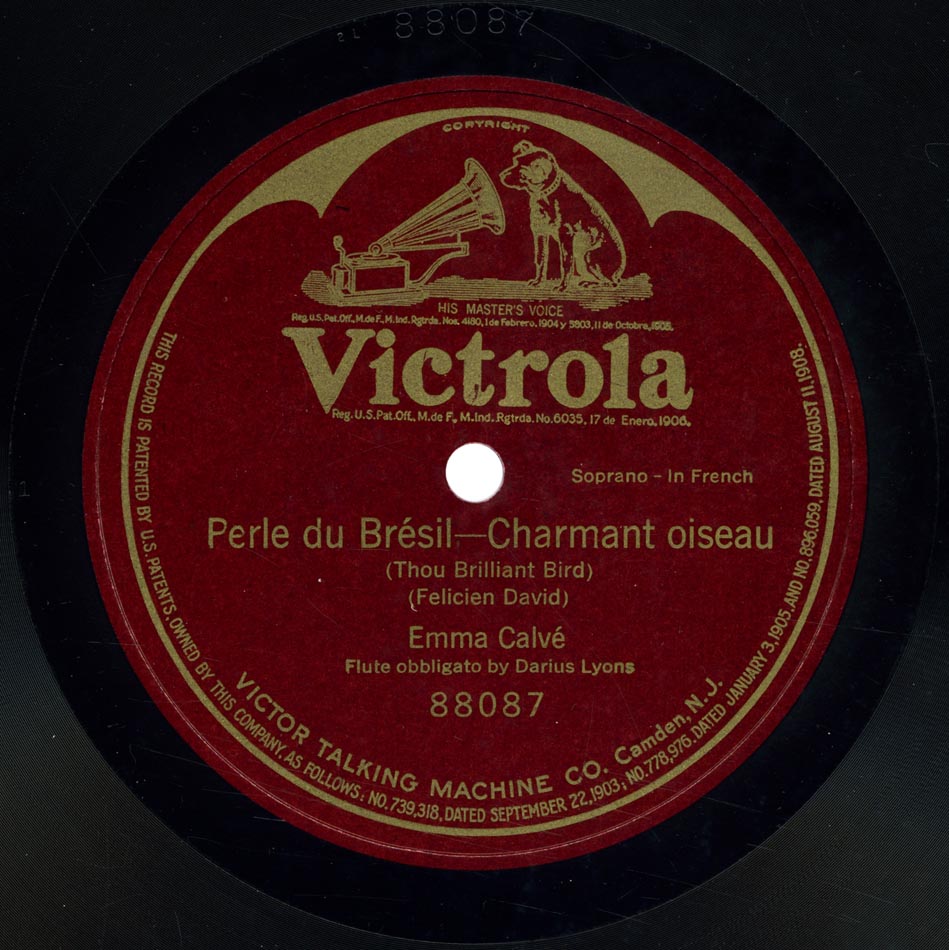 88087
COPYRIGHT
HIS MASTER'S VOICE
Reg. U.S. Pat. Off., M. de F., M. Ind. Rgtrda. Nos. 4180, 1 de Febrero, 1904 y 5803, 11 de Octobre, 1905.
Victrola
Reg. U.S. Pat. Off., M. de F., M. Ind. Rgtrda. No. 6035, 17 de Enero, 1906.
Soprano - In French
Perle du Brésil—Charmant oiseau
(Thou Brilliant Bird)
(Felicien David)
Emma Calvé
Flute obbligato by Darius Lyons
88087
VICTOR TALKING MACHINE CO. Camden, N.J.
THIS RECORD IS PATENTED BY U.S. PATENTS, OWNED BY THIS COMPANY, AS FOLLOWS: NO. 739,318, DATED SEPTEMBER 22, 1903; NO. 778,976. DATED JANUARY 3, 1905. AND NO. 896,059, DATED AUGUST 11, 1908.